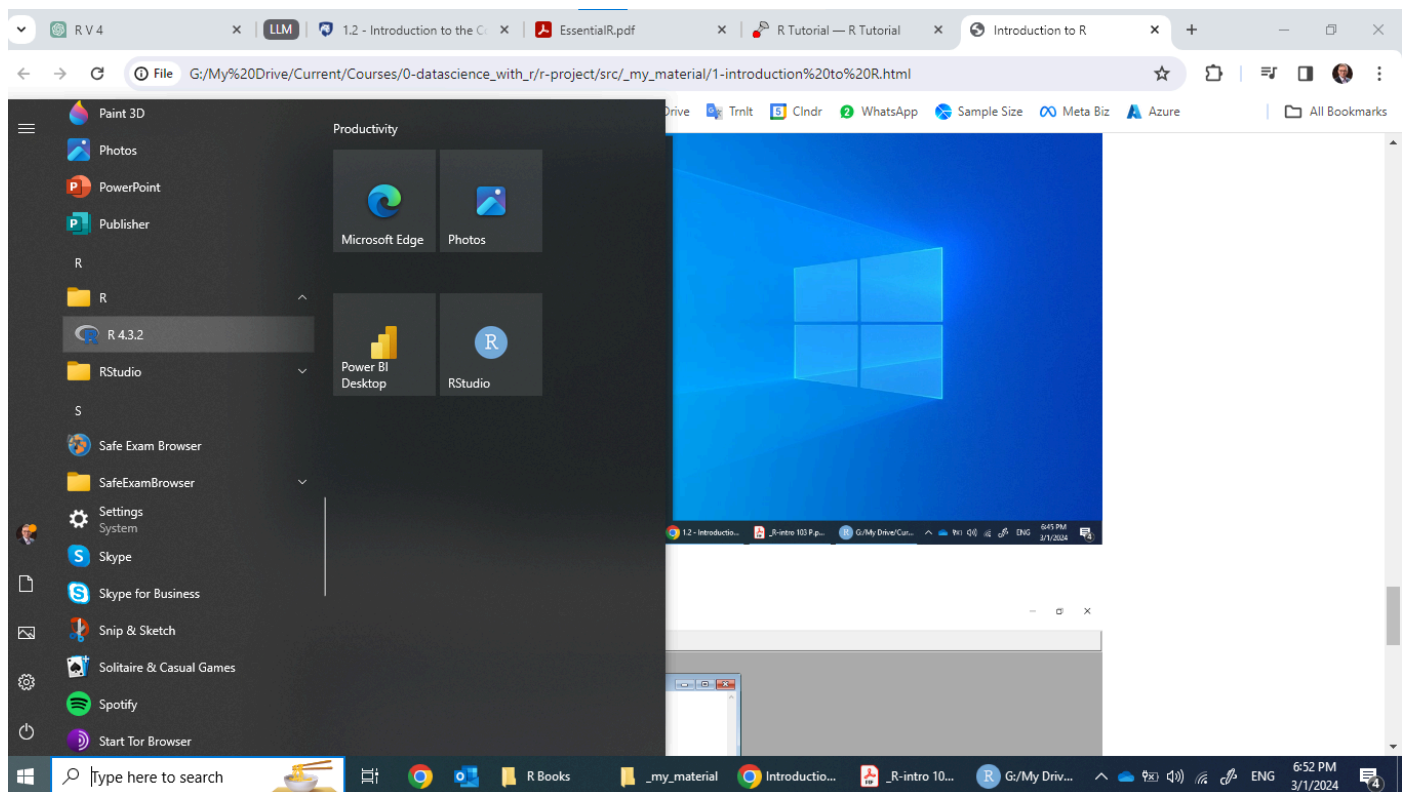 R V 4
LLM
1.2 - Introduction to the Co
EssentialR.pdf
R Tutorial — R Tutorial
Introduction to R
File
G:/My%20Drive/Current/Courses/0-datascience_with_r/r-project/src/_my_material/1-introduction%20to%20R.html
Drive
Trnlt
5
Clndr
2
WhatsApp
Sample Size
Meta Biz
Azure
All Bookmarks
Paint 3D
Photos
PowerPoint
Publisher
R
R
R 4.3.2
RStudio
S
Safe Exam Browser
SafeExamBrowser
Settings
System
Skype
Skype for Business
Snip & Sketch
Solitaire & Casual Games
Spotify
Start Tor Browser
Productivity
Microsoft Edge
Photos
Power BI
Desktop
R
RStudio
1.2 - Introductio...
_R-intro 103 P.p...
G:/My Drive/Cur...
ENG
6:45 PM
3/1/2024
Type here to search
R Books
_my_material
Introductio...
_R-intro 10...
G:/My Driv...
ENG
6:52 PM
3/1/2024
4